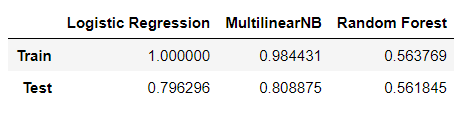 Logistic Regression MultilinearNB Random Forest
Train 1.000000 0.984431 0.563769
Test 0.796296 0.808875 0.561845